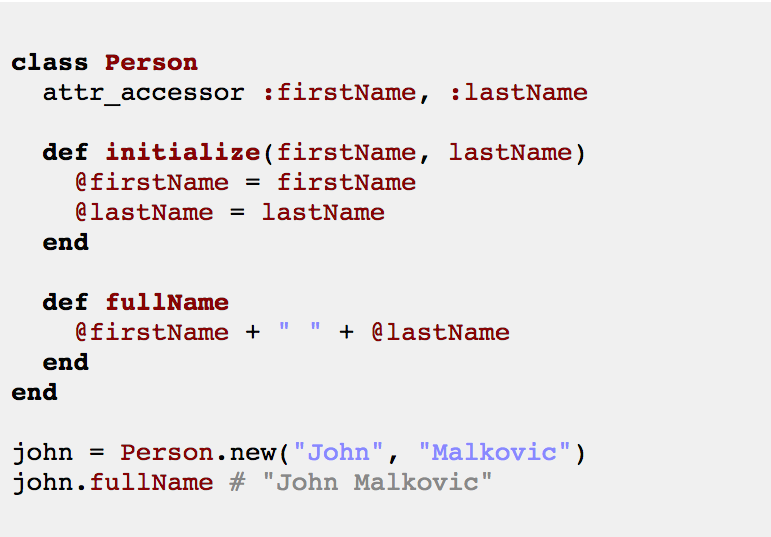 class Person
  attr_accessor :firstName, :lastName

  def initialize(firstName, lastName)
    @firstName = firstName
    @lastName = lastName
  end

  def fullName
    @firstName + " " + @lastName
  end
end

john = Person.new("John", "Malkovic")
john.fullName # "John Malkovic"